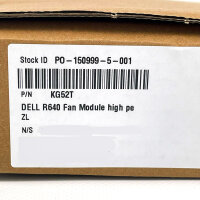 Stock ID PO-150999-5-001
P/N KG52T
DELL R640 Fan Module high pe
ZL
N/S